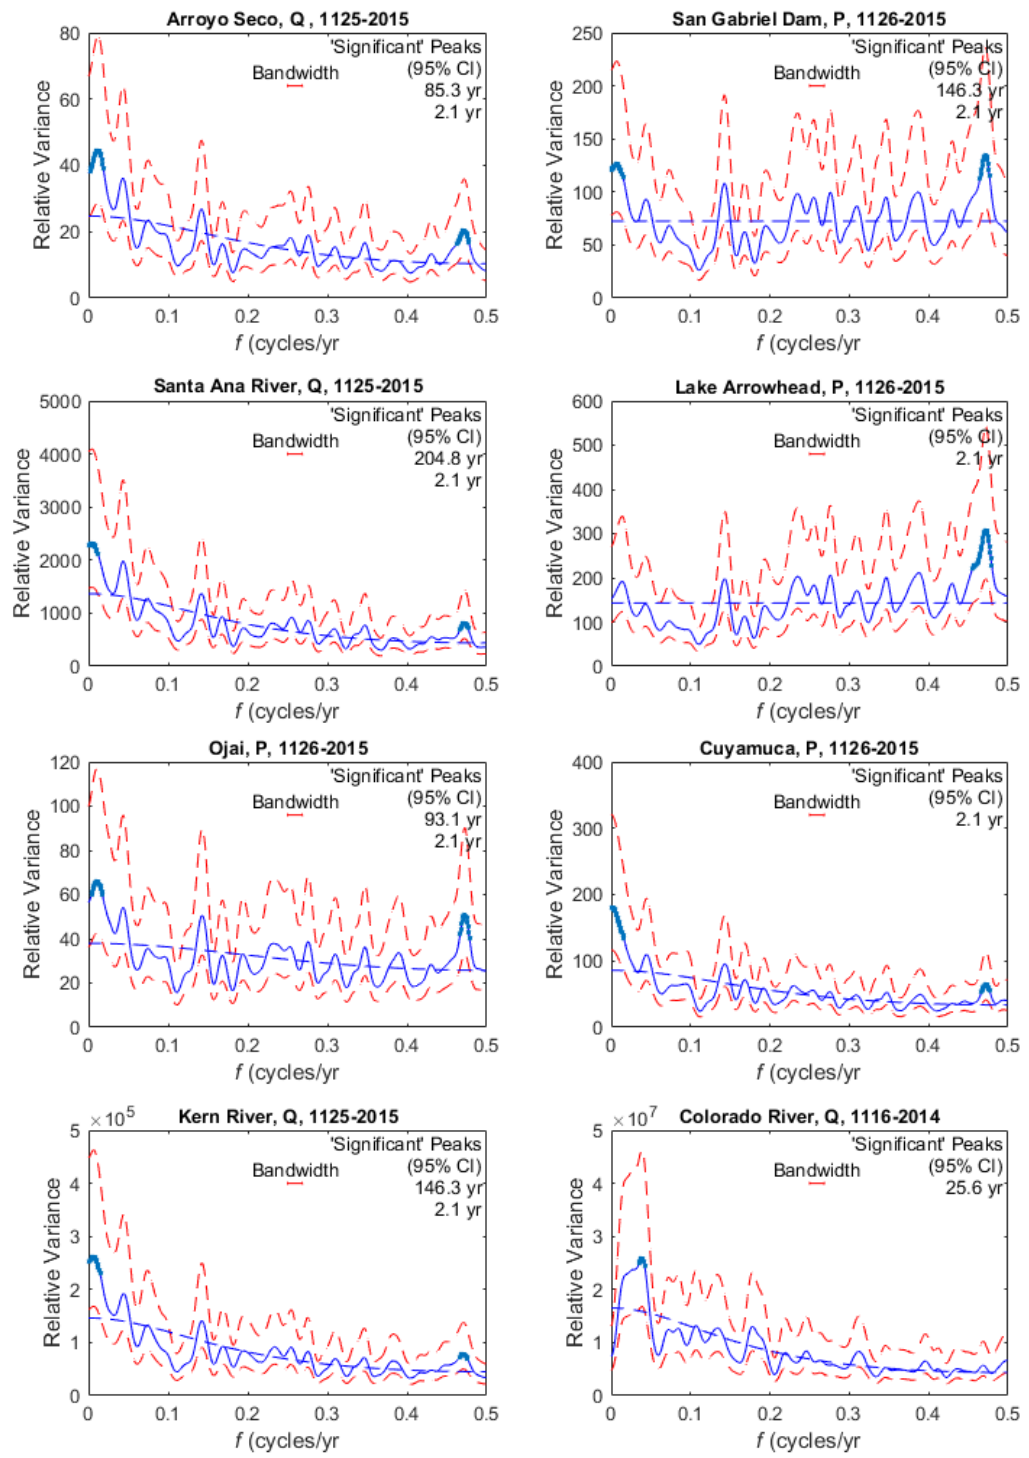 Arroyo Seco, Q , 1125-2015
80
60
40
20
0
Relative Variance
'Significant' Peaks
Bandwidth
(95% CI)
85.3 yr
2.1 yr
0 0.1 0.2 0.3 0.4 0.5
f (cycles/yr
San Gabriel Dam, P, 1126-2015
250
200
150
100
50
0
Relative Variance
'Significant' Peaks
Bandwidth
(95% CI)
146.3 yr
2.1 yr
0 0.1 0.2 0.3 0.4 0.5
f (cycles/yr
Santa Ana River, Q, 1125-2015
5000
4000
3000
2000
1000
0
Relative Variance
'Significant' Peaks
Bandwidth
(95% CI)
204.8 yr
2.1 yr
0 0.1 0.2 0.3 0.4 0.5
f (cycles/yr
Lake Arrowhead, P, 1126-2015
600
500
400
300
200
100
0
Relative Variance
'Significant' Peaks
Bandwidth
(95% CI)
2.1 yr
0 0.1 0.2 0.3 0.4 0.5
f (cycles/yr
Ojai, P, 1126-2015
120
100
80
60
40
20
0
Relative Variance
'Significant' Peaks
Bandwidth
(95% CI)
93.1 yr
2.1 yr
0 0.1 0.2 0.3 0.4 0.5
f (cycles/yr
Cuyamuca, P, 1126-2015
400
300
200
100
0
Relative Variance
'Significant' Peaks
Bandwidth
(95% CI)
2.1 yr
0 0.1 0.2 0.3 0.4 0.5
f (cycles/yr
Kern River, Q, 1125-2015
×10^5
5
4
3
2
1
0
Relative Variance
'Significant' Peaks
Bandwidth
(95% CI)
146.3 yr
2.1 yr
0 0.1 0.2 0.3 0.4 0.5
f (cycles/yr
Colorado River, Q, 1116-2014
×10^7
5
4
3
2
1
0
Relative Variance
'Significant' Peaks
Bandwidth
(95% CI)
25.6 yr
0 0.1 0.2 0.3 0.4 0.5
f (cycles/yr